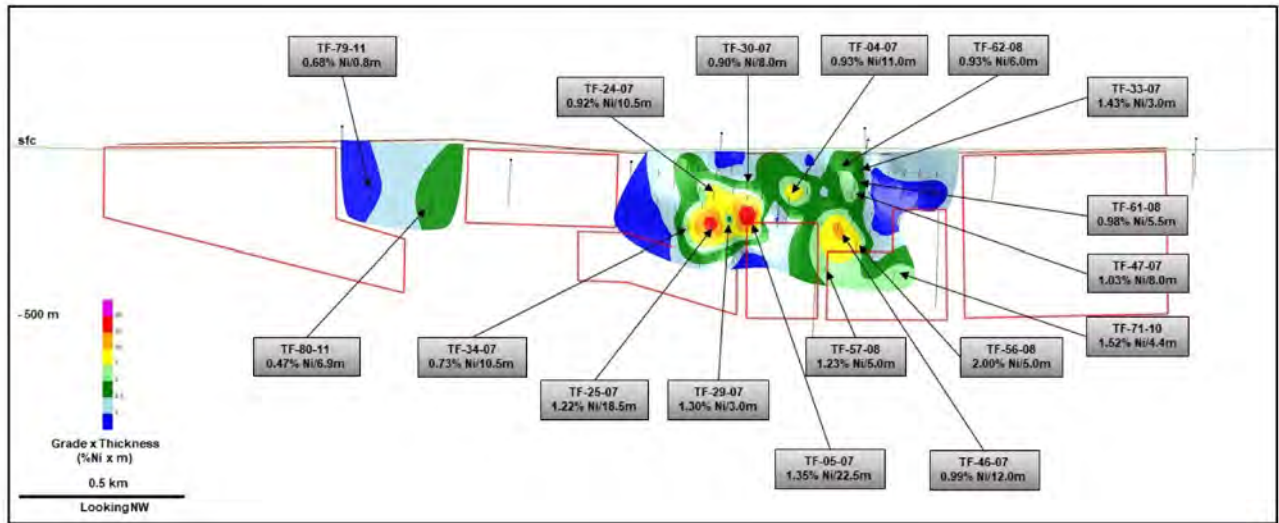 TF-79-11
0.68% Ni/0.8m
TF-30-07
0.90% Ni/8.0m
TF-04-07
0.93% Ni/11.0m
TF-62-08
0.93% Ni/6.0m
TF-24-07
0.92% Ni/10.5m
TF-33-07
1.43% Ni/3.0m
sfc
TF-61-08
0.98% Ni/5.5m
TF-47-07
1.03% Ni/8.0m
-500 m
TF-71-10
1.52% Ni/4.4m
TF-80-11
0.47% Ni/6.9m
TF-34-07
0.73% Ni/10.5m
TF-57-08
1.23% Ni/5.0m
TF-56-08
2.00% Ni/5.0m
TF-25-07
1.22% Ni/18.5m
TF-29-07
1.30% Ni/3.0m
Grade x Thickness
(%Ni x m)
TF-05-07
1.35% Ni/22.5m
TF-46-07
0.99% Ni/12.0m
0.5 km
Looking NW